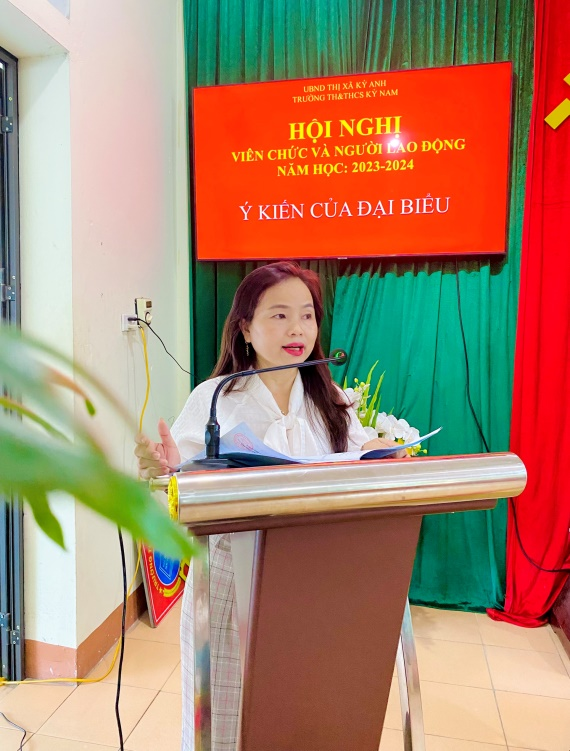 UBND THỊ XÃ KỲ ANH
TRƯỜNG TH&THCS KỲ NAM
HỘI NGHỊ
VIÊN CHỨC VÀ NGƯỜI LAO ĐỘNG
NĂM HỌC: 2023-2024
Ý KIẾN CỦA ĐẠI BIỂU